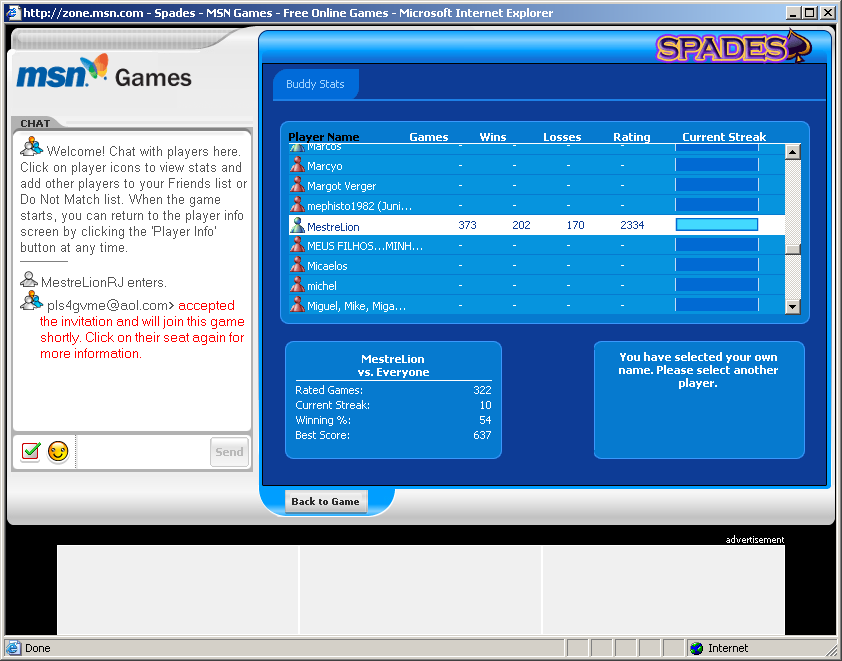 http://zone.msn.com - Spades - MSN Games - Free Online Games - Microsoft Internet Explorer
msn Games
SPADES
CHAT
Welcome! Chat with players here.
Click on player icons to view stats and
add other players to your Friends list or
Do Not Match list. When the game
starts, you can return to the player info
screen by clicking the 'Player Info'
button at any time.
MestreLionRJ enters.
pls4gvme@aol.com> accepted
the invitation and will join this game
shortly. Click on their seat again for
more information.
Send
Buddy Stats
Player Name Games Wins Losses Rating Current Streak
Marcos - - - -
Marcyo - - - -
Margot Verger - - - -
mephisto1982 (Juni... - - - -
MestreLion 373 202 170 2334
MEUS FILHOS...MINH... - - - -
Micaelos - - - -
michel - - - -
Miguel, Mike, Miga... - - - -
MestreLion
vs. Everyone
Rated Games: 322
Current Streak: 10
Winning %: 54
Best Score: 637
You have selected your own
name. Please select another
player.
Back to Game
advertisement
Done
Internet